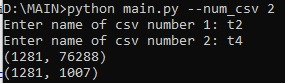 D:\MAIN>python main.py --num_csv 2
Enter name of csv number 1: t2
Enter name of csv number 2: t4
(1281, 76288)
(1281, 1007)